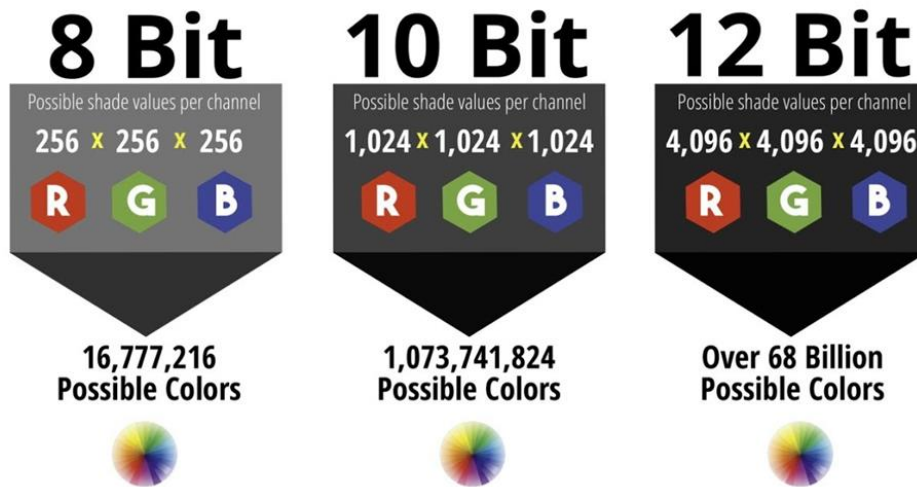 8 Bit
Possible shade values per channel
256 x 256 x 256
R G B
16,777,216
Possible Colors
10 Bit
Possible shade values per channel
1,024 x 1,024 x 1,024
R G B
1,073,741,824
Possible Colors
12 Bit
Possible shade values per channel
4,096 x 4,096 x 4,096
R G B
Over 68 Billion
Possible Colors